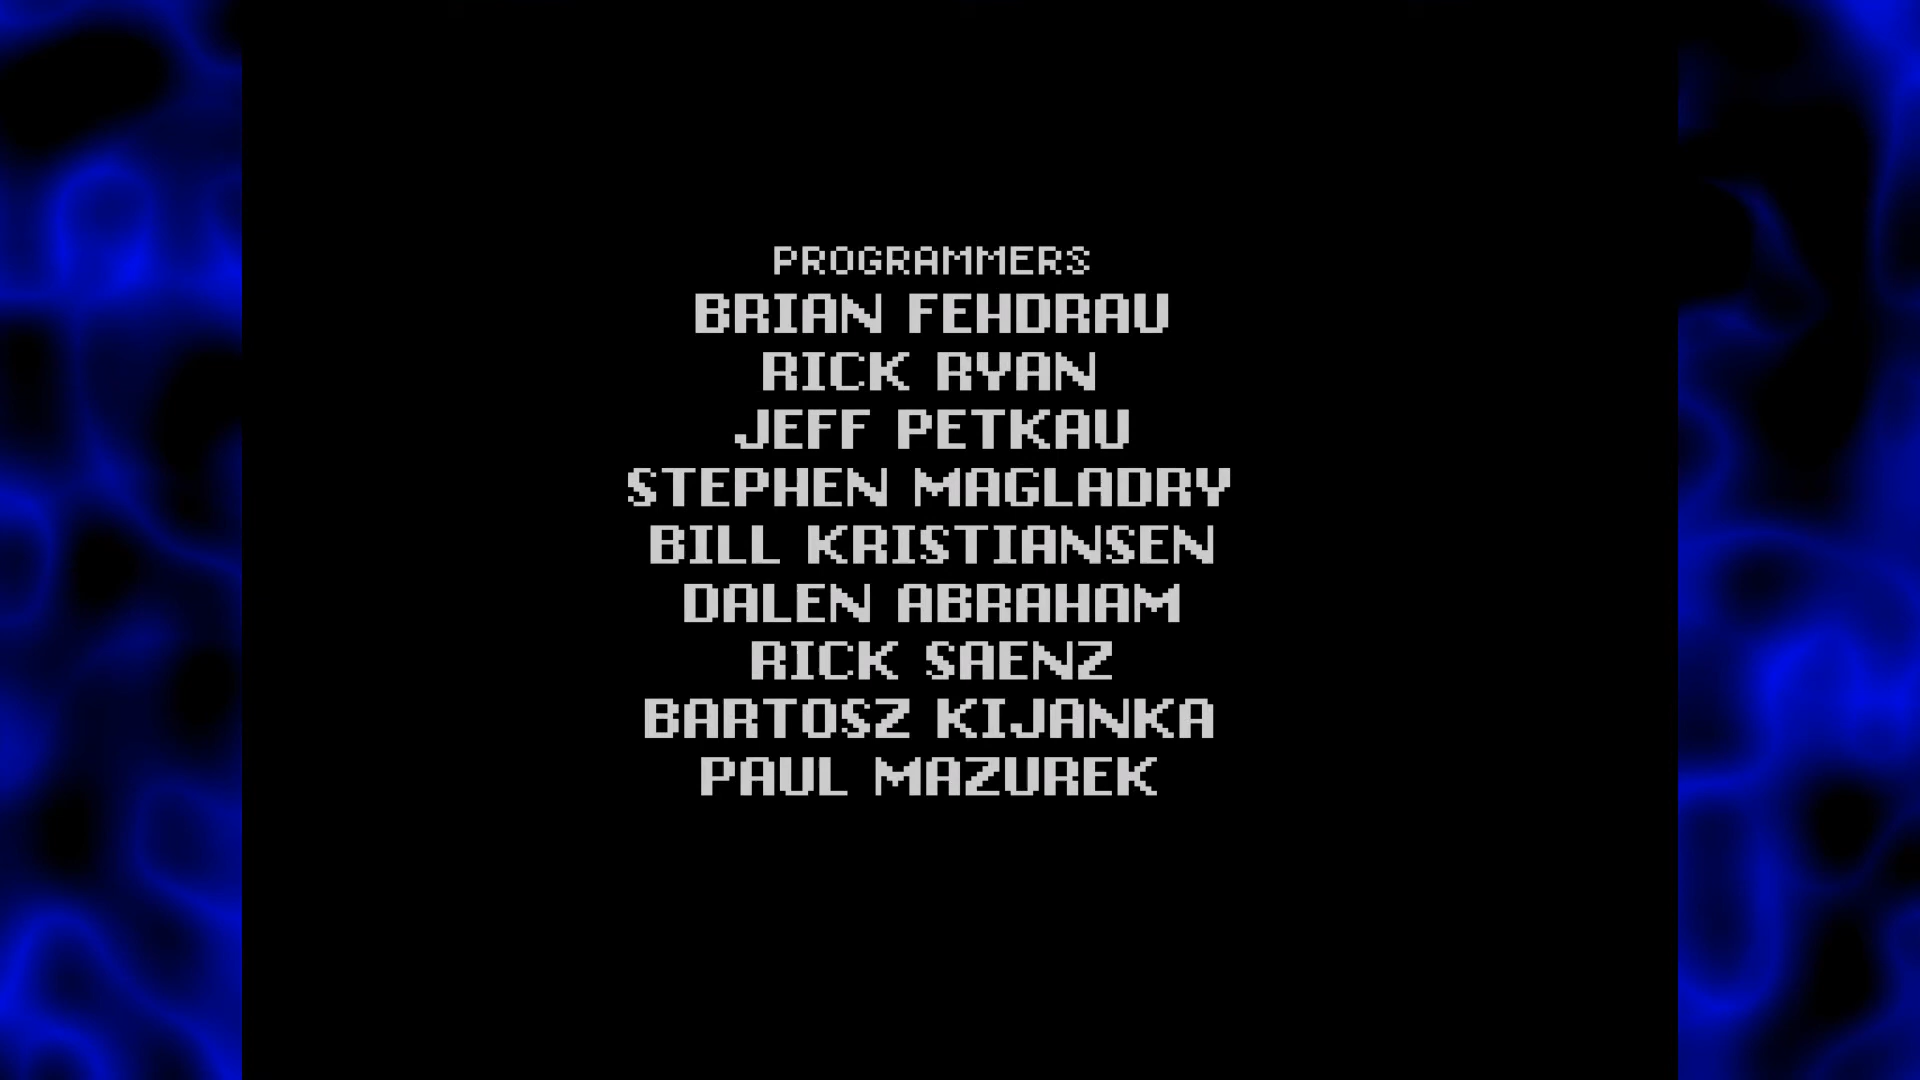 PROGRAMMERS
BRIAN FEHDRAU
RICK RYAN
JEFF PETKAU
STEPHEN MAGLADRY
BILL KRISTIANSEN
DALEN ABRAHAM
RICK SAENZ
BARTOSZ KIJANKA
PAUL MAZUREK